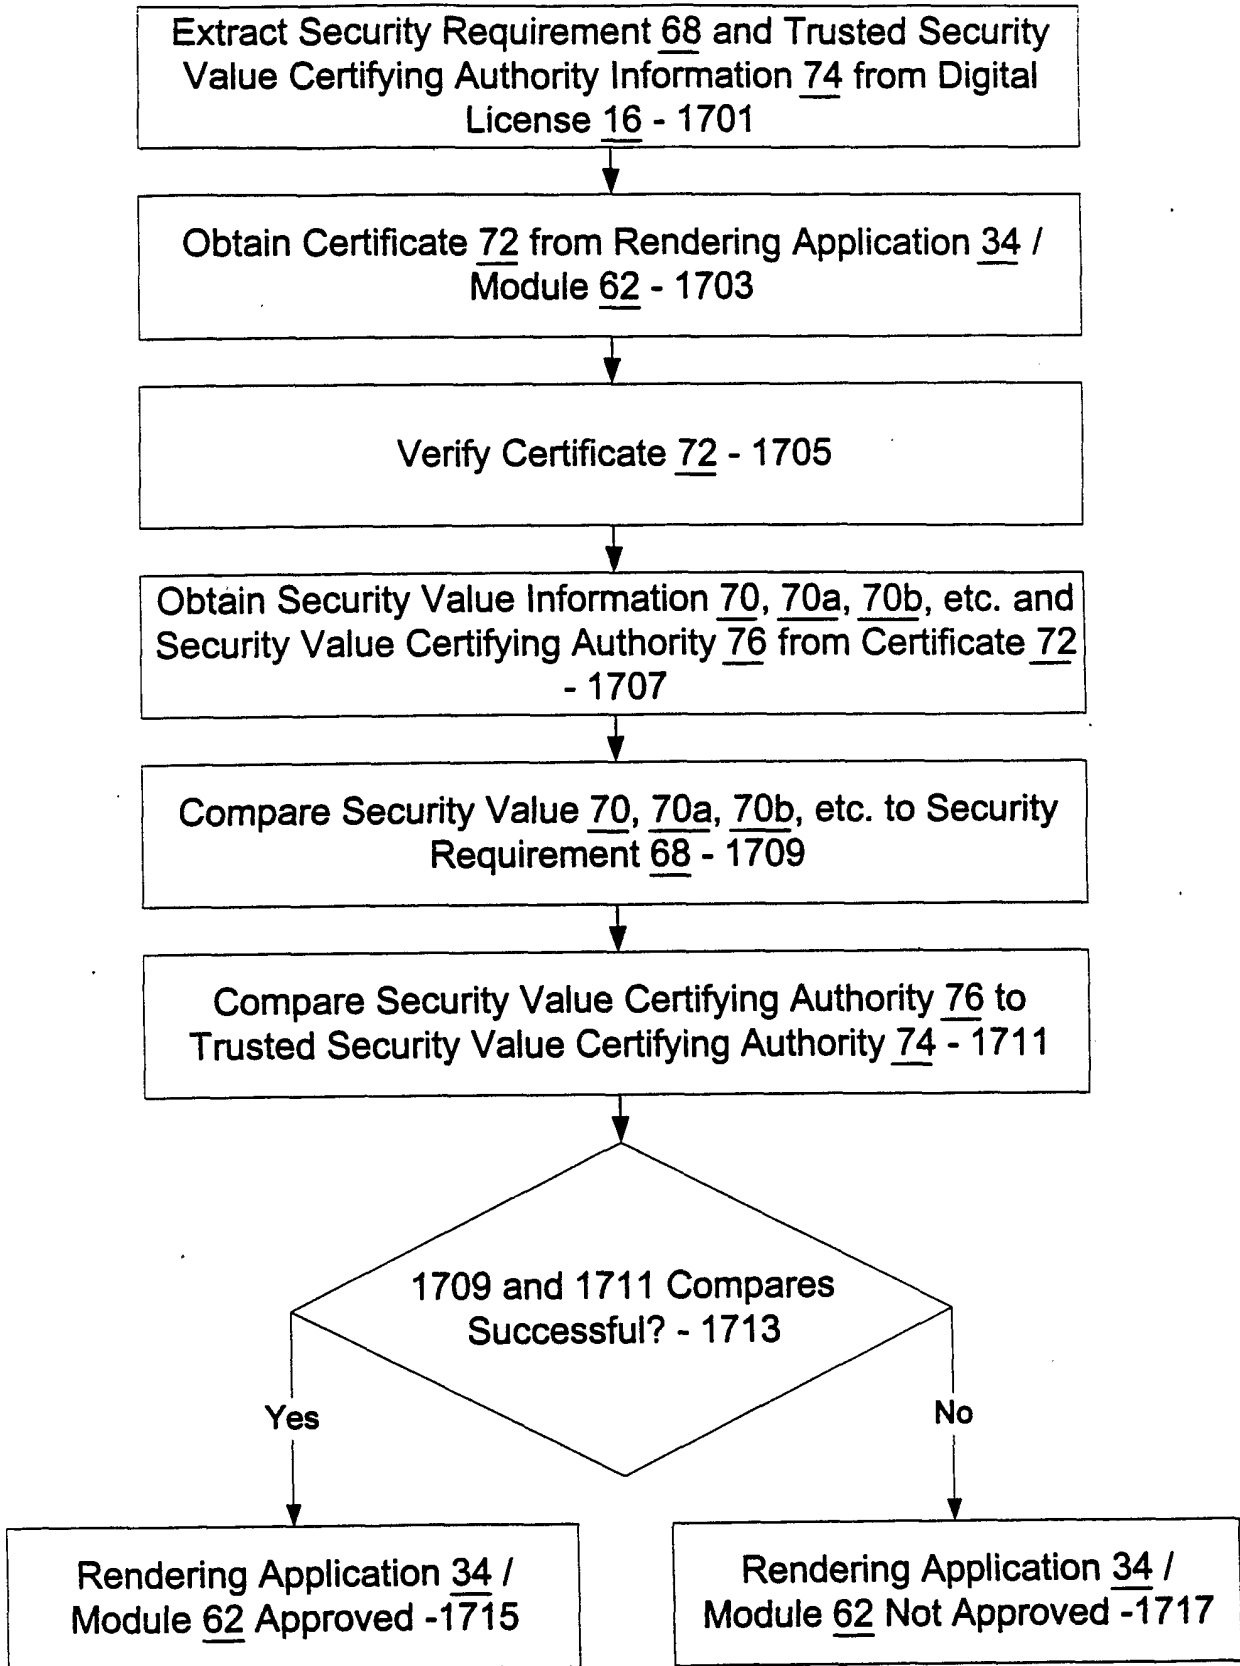 Extract Security Requirement 68 and Trusted Security
Value Certifying Authority Information 74 from Digital
License 16 - 1701
Obtain Certificate 72 from Rendering Application 34 /
Module 62 - 1703
Verify Certificate 72 - 1705
Obtain Security Value Information 70, 70a, 70b, etc. and
Security Value Certifying Authority 76 from Certificate 72
- 1707
Compare Security Value 70, 70a, 70b, etc. to Security
Requirement 68 - 1709
Compare Security Value Certifying Authority 76 to
Trusted Security Value Certifying Authority 74 - 1711
1709 and 1711 Compares
Successful? - 1713
Yes
No
Rendering Application 34 /
Module 62 Approved -1715
Rendering Application 34 /
Module 62 Not Approved -1717